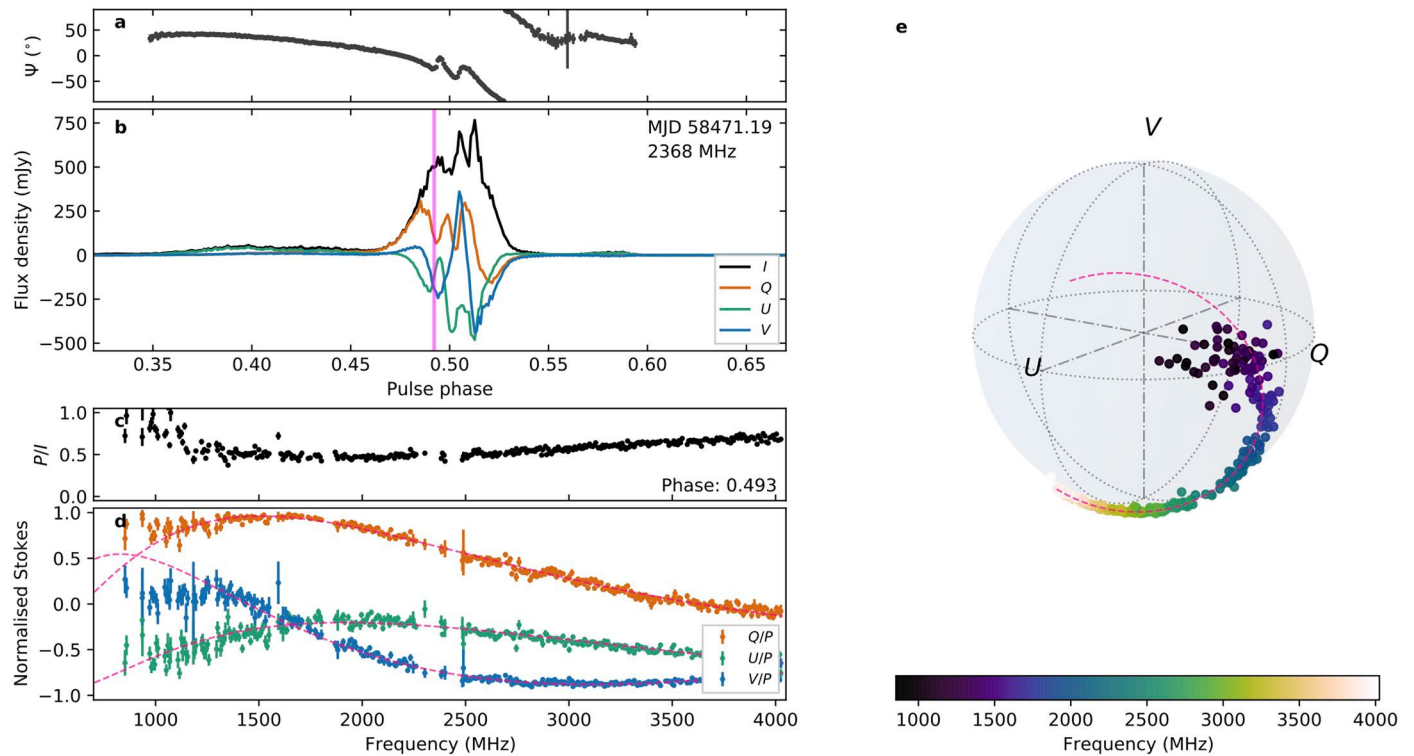 a
50
0
−50
Ψ (°)
b
MJD 58471.19
2368 MHz
750
500
250
0
−250
−500
Flux density (mJy)
I
Q
U
V
0.35
0.40
0.45
0.50
0.55
0.60
0.65
Pulse phase
c
1.0
0.5
0.0
P/I
Phase: 0.493
d
1.0
0.5
0.0
−0.5
−1.0
Normalised Stokes
Q/P
U/P
V/P
1000
1500
2000
2500
3000
3500
4000
Frequency (MHz)
e
V
U
Q
1000
1500
2000
2500
3000
3500
4000
Frequency (MHz)